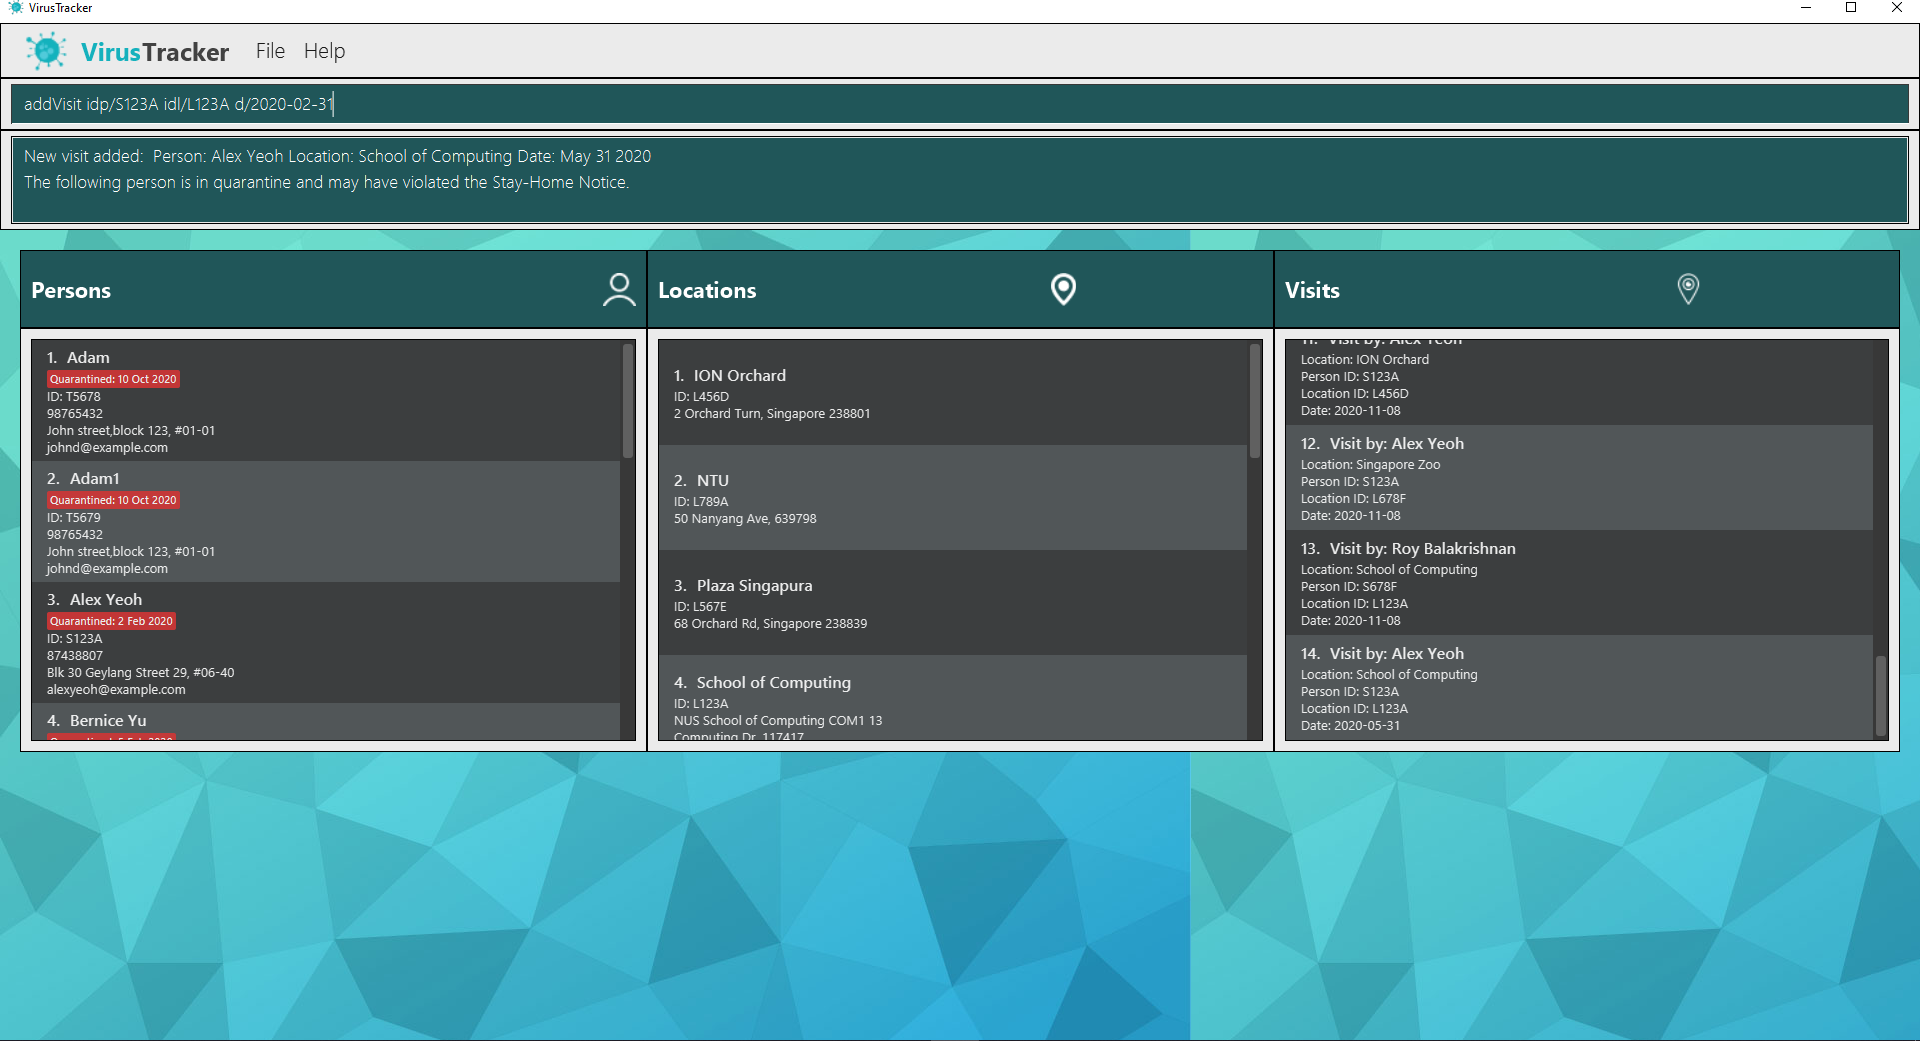 VirusTracker
VirusTracker File Help
addVisit idp/S123A idl/L123A d/2020-02-31
New visit added:  Person: Alex Yeoh Location: School of Computing Date: May 31 2020
The following person is in quarantine and may have violated the Stay-Home Notice.
Persons
1. Adam
Quarantined: 10 Oct 2020
ID: T5678
98765432
John street,block 123, #01-01
johnd@example.com
2. Adam1
Quarantined: 10 Oct 2020
ID: T5679
98765432
John street,block 123, #01-01
johnd@example.com
3. Alex Yeoh
Quarantined: 2 Feb 2020
ID: S123A
87438807
Blk 30 Geylang Street 29, #06-40
alexyeoh@example.com
4. Bernice Yu
Locations
1. ION Orchard
ID: L456D
2 Orchard Turn, Singapore 238801
2. NTU
ID: L789A
50 Nanyang Ave, 639798
3. Plaza Singapura
ID: L567E
68 Orchard Rd, Singapore 238839
4. School of Computing
ID: L123A
NUS School of Computing COM1 13
Computing Dr, 117417
Visits
11. Visit by: Alex Yeoh
Location: ION Orchard
Person ID: S123A
Location ID: L456D
Date: 2020-11-08
12. Visit by: Alex Yeoh
Location: Singapore Zoo
Person ID: S123A
Location ID: L678F
Date: 2020-11-08
13. Visit by: Roy Balakrishnan
Location: School of Computing
Person ID: S678F
Location ID: L123A
Date: 2020-11-08
14. Visit by: Alex Yeoh
Location: School of Computing
Person ID: S123A
Location ID: L123A
Date: 2020-05-31